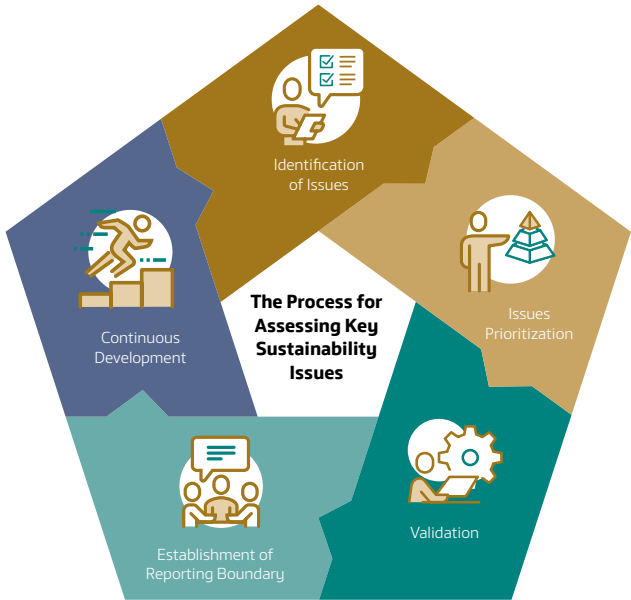 Identification
of Issues
Issues
Prioritization
Validation
Establishment of
Reporting Boundary
Continuous
Development
The Process for
Assessing Key
Sustainability
Issues